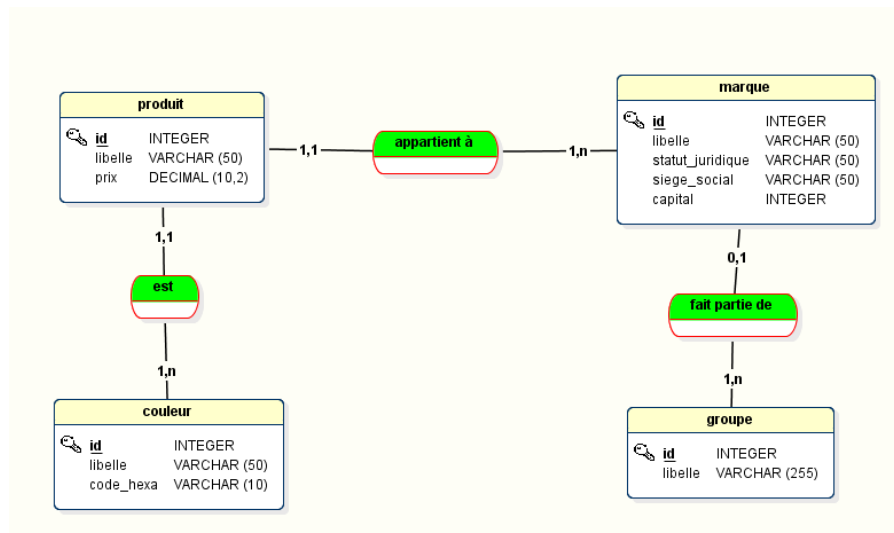 produit
id INTEGER
libelle VARCHAR (50)
prix DECIMAL (10,2)
1,1
appartient à
1,n
marque
id INTEGER
libelle VARCHAR (50)
statut_juridique VARCHAR (50)
siege_social VARCHAR (50)
capital INTEGER
1,1
est
1,n
couleur
id INTEGER
libelle VARCHAR (50)
code_hexa VARCHAR (10)
0,1
fait partie de
1,n
groupe
id INTEGER
libelle VARCHAR (255)